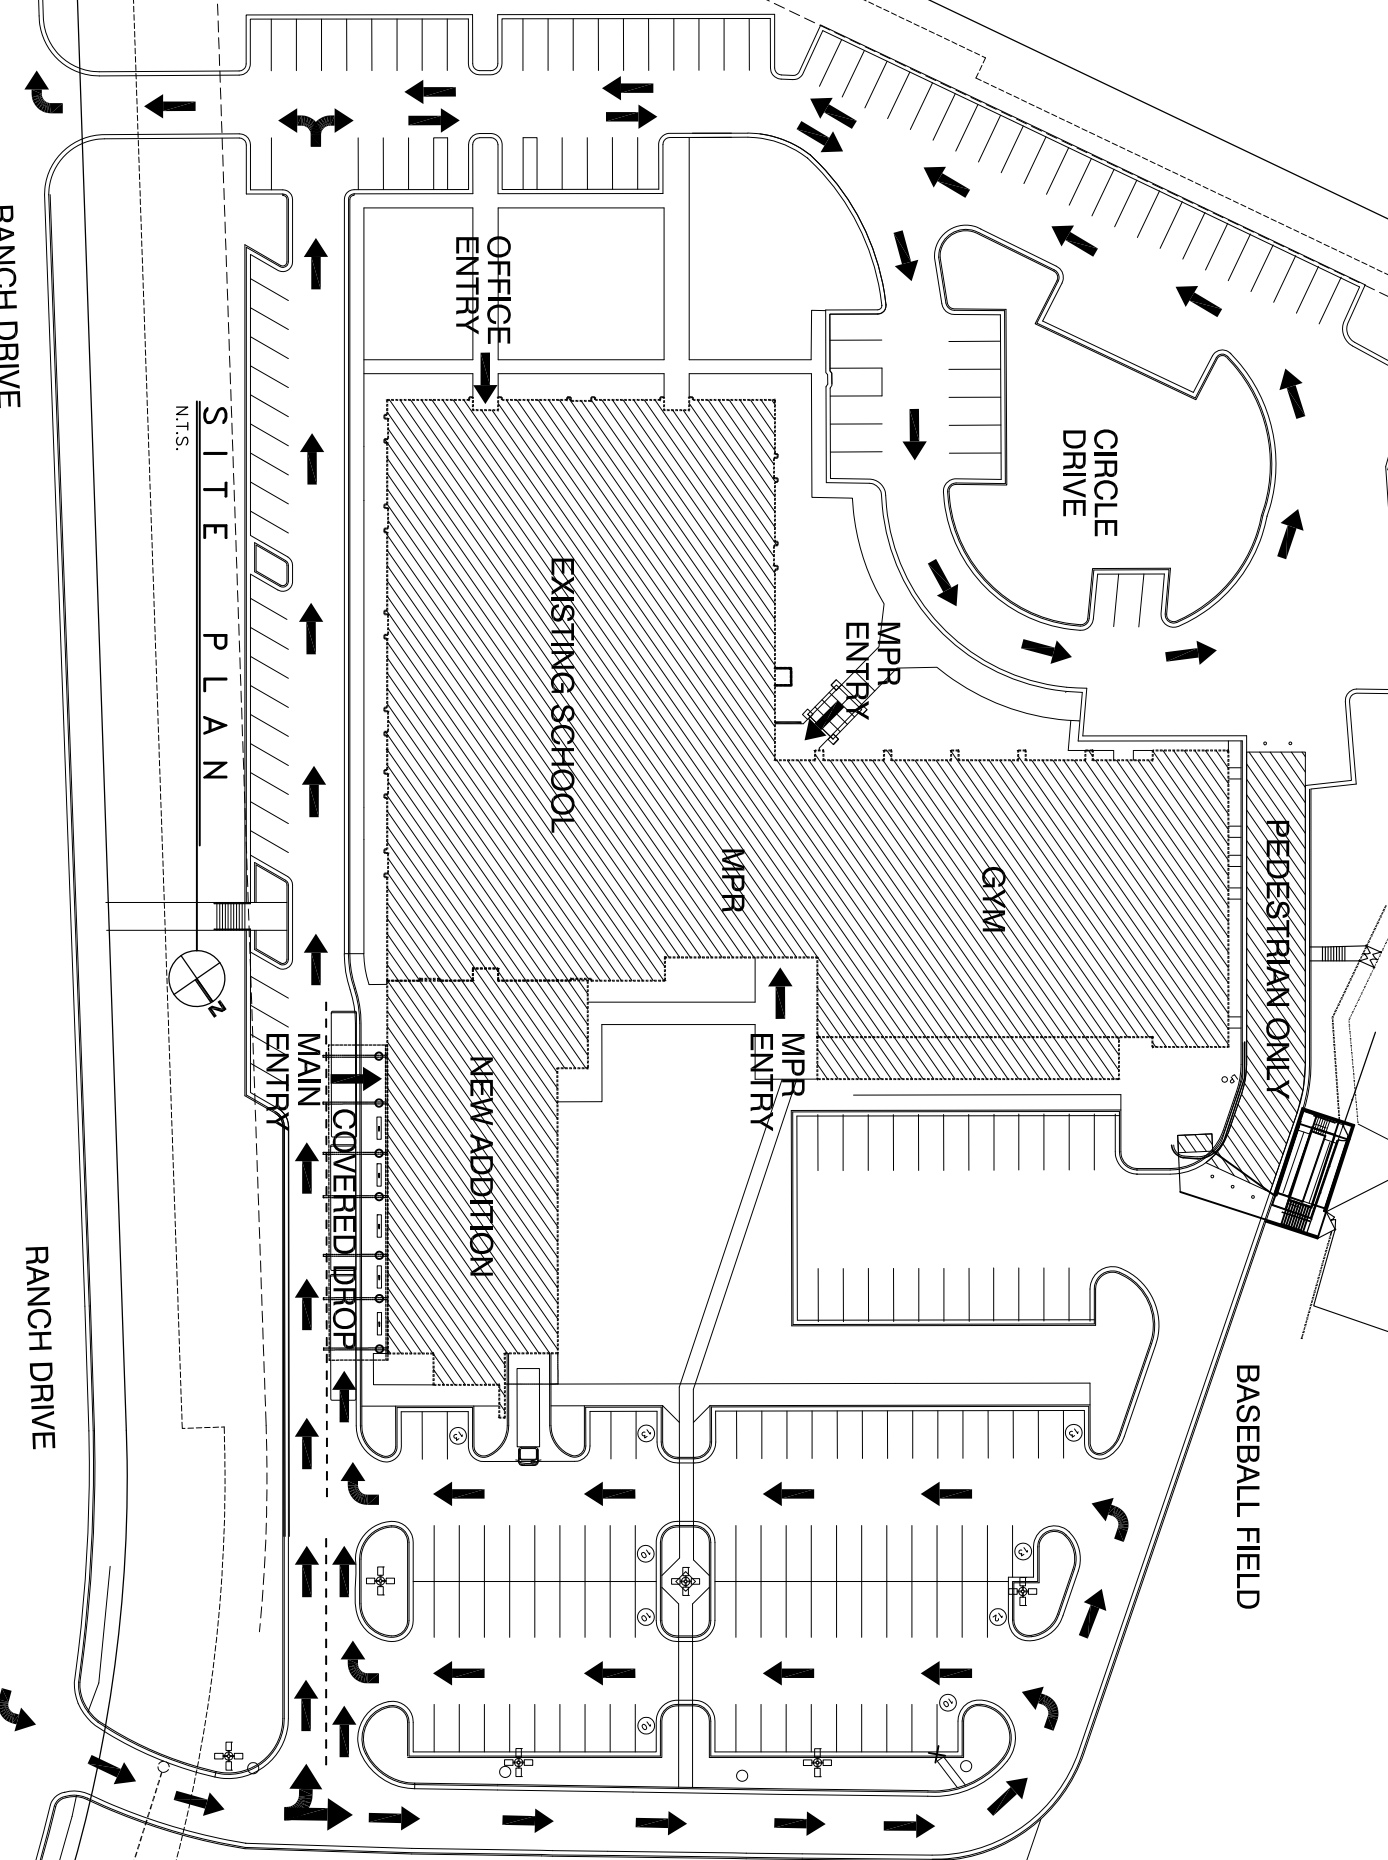 RANCH DRIVE
SITE PLAN
N.T.S.
N
OFFICE
ENTRY
CIRCLE
DRIVE
MPR
ENTRY
EXISTING SCHOOL
MPR
GYM
PEDESTRIAN ONLY
MAIN
ENTRY
COVERED DROP
NEW ADDITION
MPR
ENTRY
RANCH DRIVE
BASEBALL FIELD